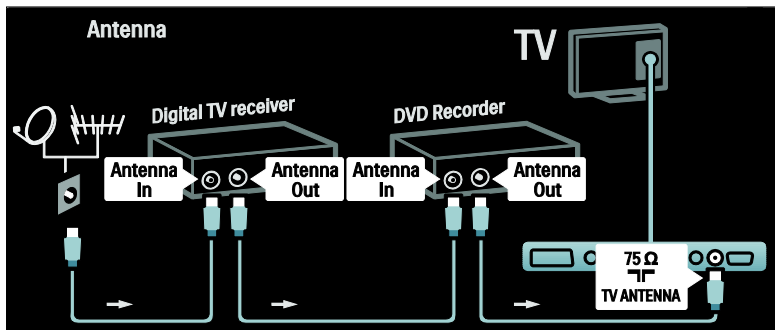 Antenna
TV
Digital TV receiver
DVD Recorder
Antenna
In
Antenna
Out
Antenna
In
Antenna
Out
75 Ω
TV ANTENNA